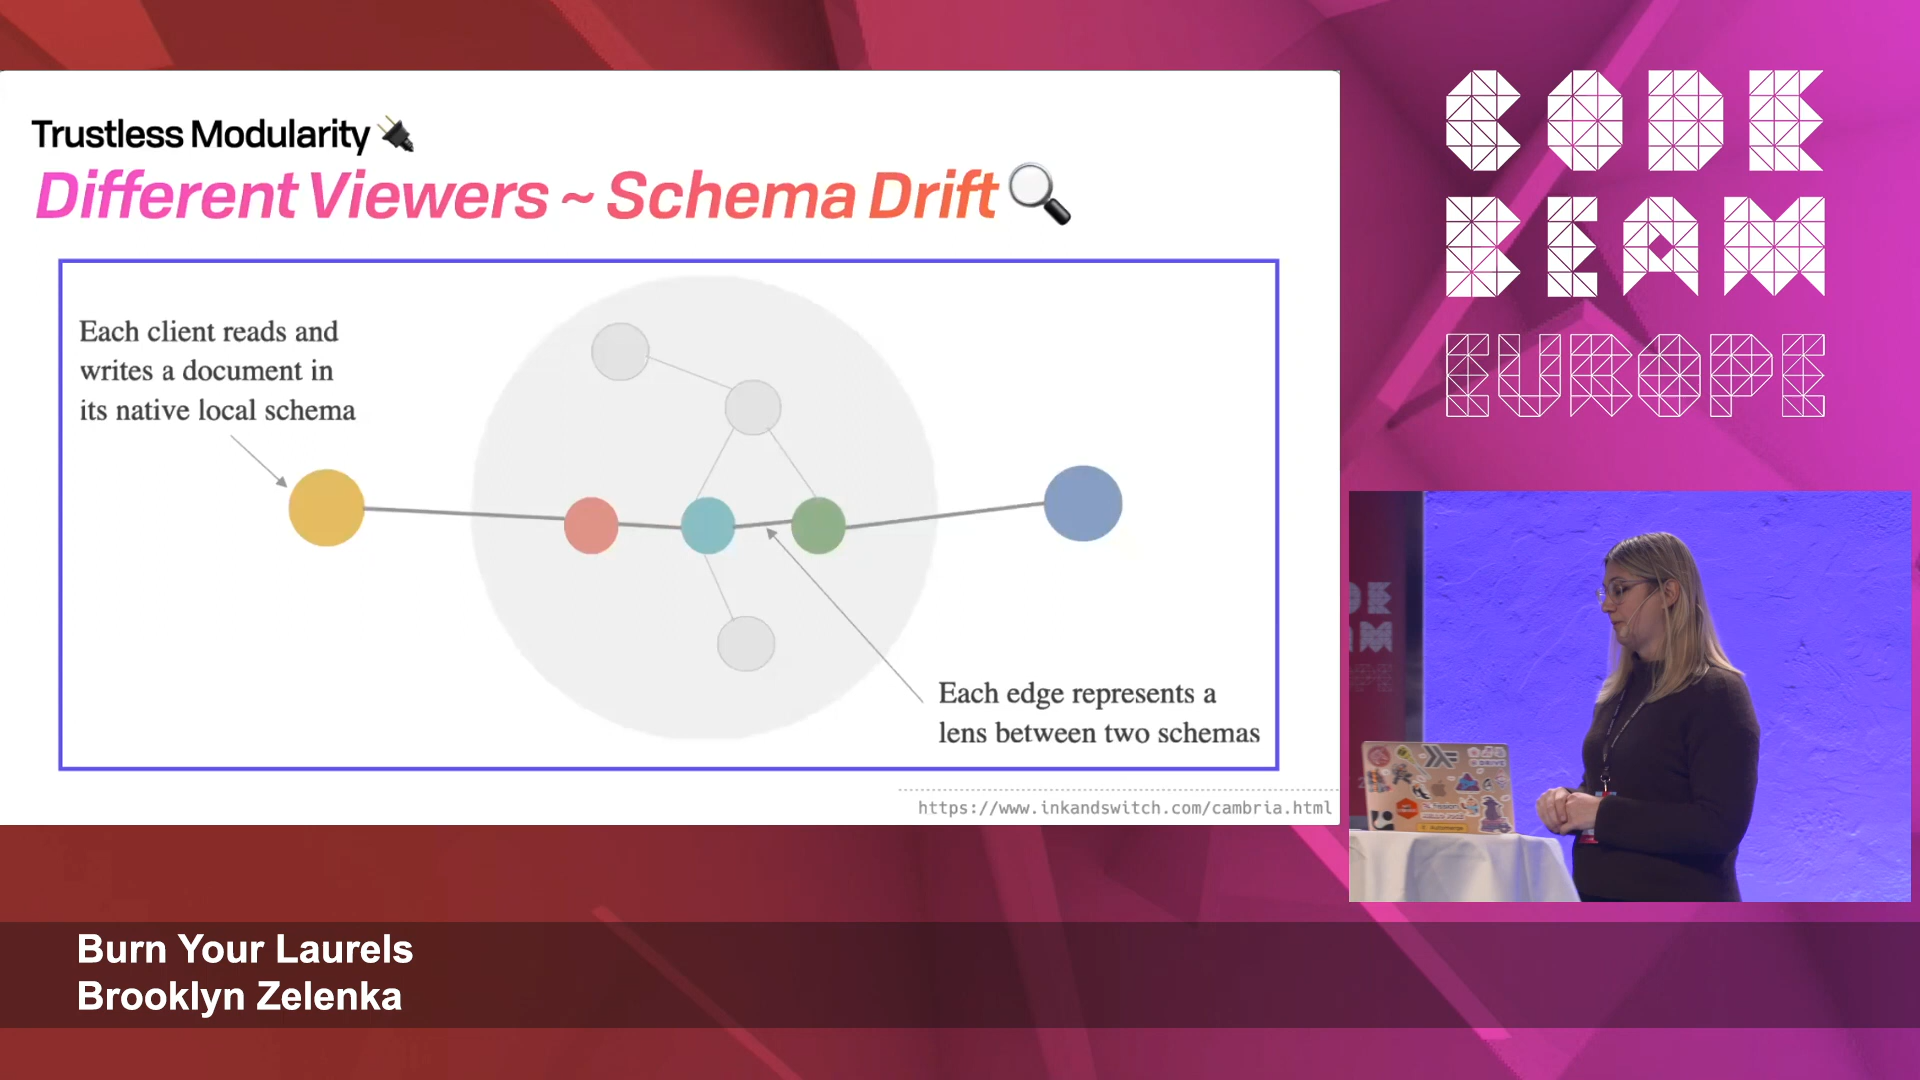 Trustless Modularity
Different Viewers ~ Schema Drift
Each client reads and
writes a document in
its native local schema
Each edge represents a
lens between two schemas
https://www.inkandswitch.com/cambria.html
CODE
BEAM
EUROPE
Burn Your Laurels
Brooklyn Zelenka